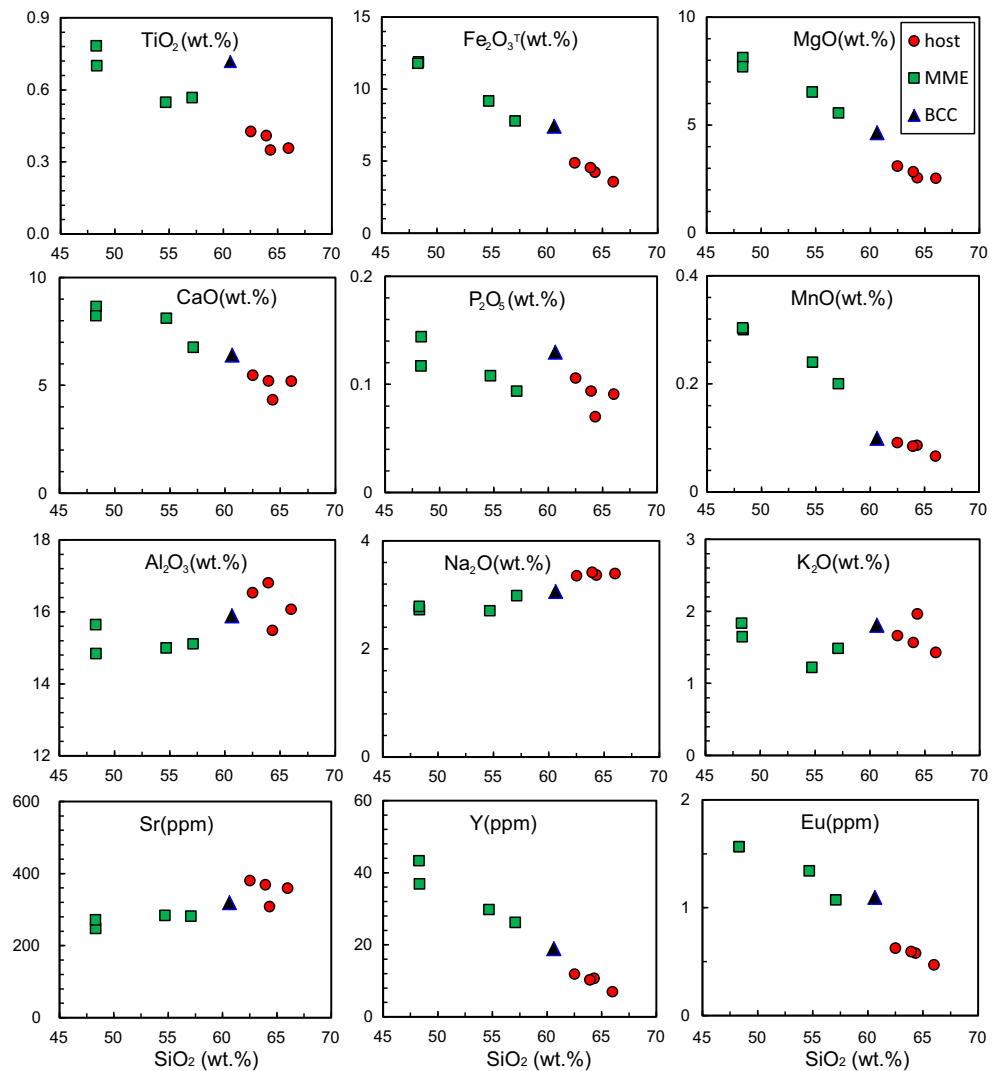 TiO₂(wt.%)
0.9
0.6
0.3
0.0
45 50 55 60 65 70
Fe₂O₃ᵀ(wt.%)
15
10
5
0
45 50 55 60 65 70
MgO(wt.%)
10
5
0
45 50 55 60 65 70
host
MME
BCC
CaO(wt.%)
10
5
0
45 50 55 60 65 70
P₂O₅(wt.%)
0.2
0.1
0
45 50 55 60 65 70
MnO(wt.%)
0.4
0.2
0
45 50 55 60 65 70
Al₂O₃(wt.%)
18
16
14
12
45 50 55 60 65 70
Na₂O(wt.%)
4
2
0
45 50 55 60 65 70
K₂O(wt.%)
3
2
1
0
45 50 55 60 65 70
Sr(ppm)
600
400
200
0
45 50 55 60 65 70
SiO₂ (wt.%)
Y(ppm)
60
40
20
0
45 50 55 60 65 70
SiO₂ (wt.%)
Eu(ppm)
2
1
0
45 50 55 60 65 70
SiO₂ (wt.%)